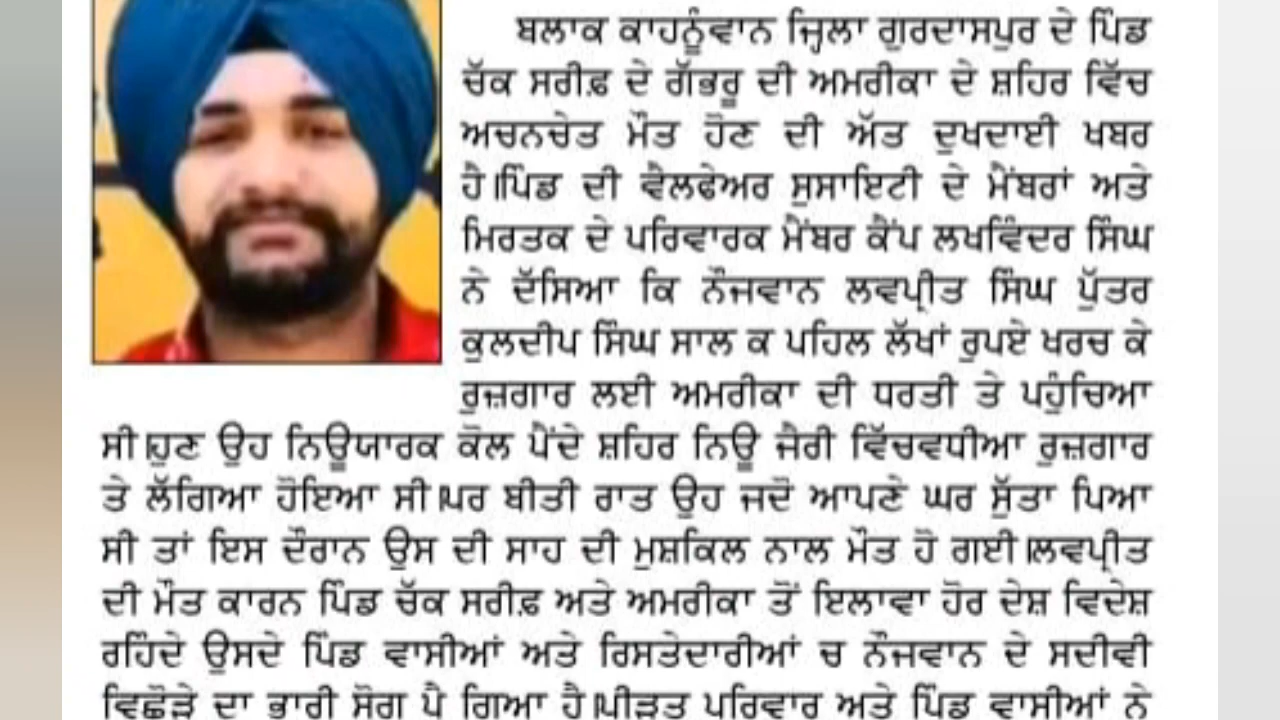 ਬਲਾਕ ਕਾਹਨੂੰਵਾਨ ਜ਼ਿਲਾ ਗੁਰਦਾਸਪੁਰ ਦੇ ਪਿੰਡ
ਚੱਕ ਸਰੀਫ਼ ਦੇ ਗੱਭਰੂ ਦੀ ਅਮਰੀਕਾ ਦੇ ਸ਼ਹਿਰ ਵਿੱਚ
ਅਚਨਚੇਤ ਮੌਤ ਹੋਣ ਦੀ ਅੱਤ ਦੁਖਦਾਈ ਖਬਰ
ਹੈ।ਪਿੰਡ ਦੀ ਵੈਲਫੇਅਰ ਸੁਸਾਇਟੀ ਦੇ ਮੈਂਬਰਾਂ ਅਤੇ
ਮਿਰਤਕ ਦੇ ਪਰਿਵਾਰਕ ਮੈਂਬਰ ਕੈਂਪ ਲਖਵਿੰਦਰ ਸਿੰਘ
ਨੇ ਦੱਸਿਆ ਕਿ ਨੌਜਵਾਨ ਲਵਪ੍ਰੀਤ ਸਿੰਘ ਪੁੱਤਰ
ਕੁਲਦੀਪ ਸਿੰਘ ਸਾਲ ਕ ਪਹਿਲ ਲੱਖਾਂ ਰੁਪਏ ਖਰਚ ਕੇ
ਰੁਜ਼ਗਾਰ ਲਈ ਅਮਰੀਕਾ ਦੀ ਧਰਤੀ ਤੇ ਪਹੁੰਚਿਆ
ਸੀ।ਹੁਣ ਉਹ ਨਿਊਯਾਰਕ ਕੋਲ ਪੈਂਦੇ ਸ਼ਹਿਰ ਨਿਊ ਜੈਰੀ ਵਿੱਚਵਧੀਆ ਰੁਜ਼ਗਾਰ
ਤੇ ਲੱਗਿਆ ਹੋਇਆ ਸੀ।ਪਰ ਬੀਤੀ ਰਾਤ ਉਹ ਜਦੋ ਆਪਣੇ ਘਰ ਸੁੱਤਾ ਪਿਆ
ਸੀ ਤਾਂ ਇਸ ਦੌਰਾਨ ਉਸ ਦੀ ਸਾਹ ਦੀ ਮੁਸ਼ਕਿਲ ਨਾਲ ਮੌਤ ਹੋ ਗਈ।ਲਵਪ੍ਰੀਤ
ਦੀ ਮੌਤ ਕਾਰਨ ਪਿੰਡ ਚੱਕ ਸਰੀਫ਼ ਅਤੇ ਅਮਰੀਕਾ ਤੋਂ ਇਲਾਵਾ ਹੋਰ ਦੇਸ਼ ਵਿਦੇਸ਼
ਰਹਿੰਦੇ ਉਸਦੇ ਪਿੰਡ ਵਾਸੀਆਂ ਅਤੇ ਰਿਸਤੇਦਾਰੀਆਂ ਚ ਨੌਜਵਾਨ ਦੇ ਸਦੀਵੀ
ਵਿਛੋੜੇ ਦਾ ਭਾਰੀ ਸੋਗ ਪੈ ਗਿਆ ਹੈ।ਪੀੜਤ ਪਰਿਵਾਰ ਅਤੇ ਪਿੰਡ ਵਾਸੀਆਂ ਨੇ